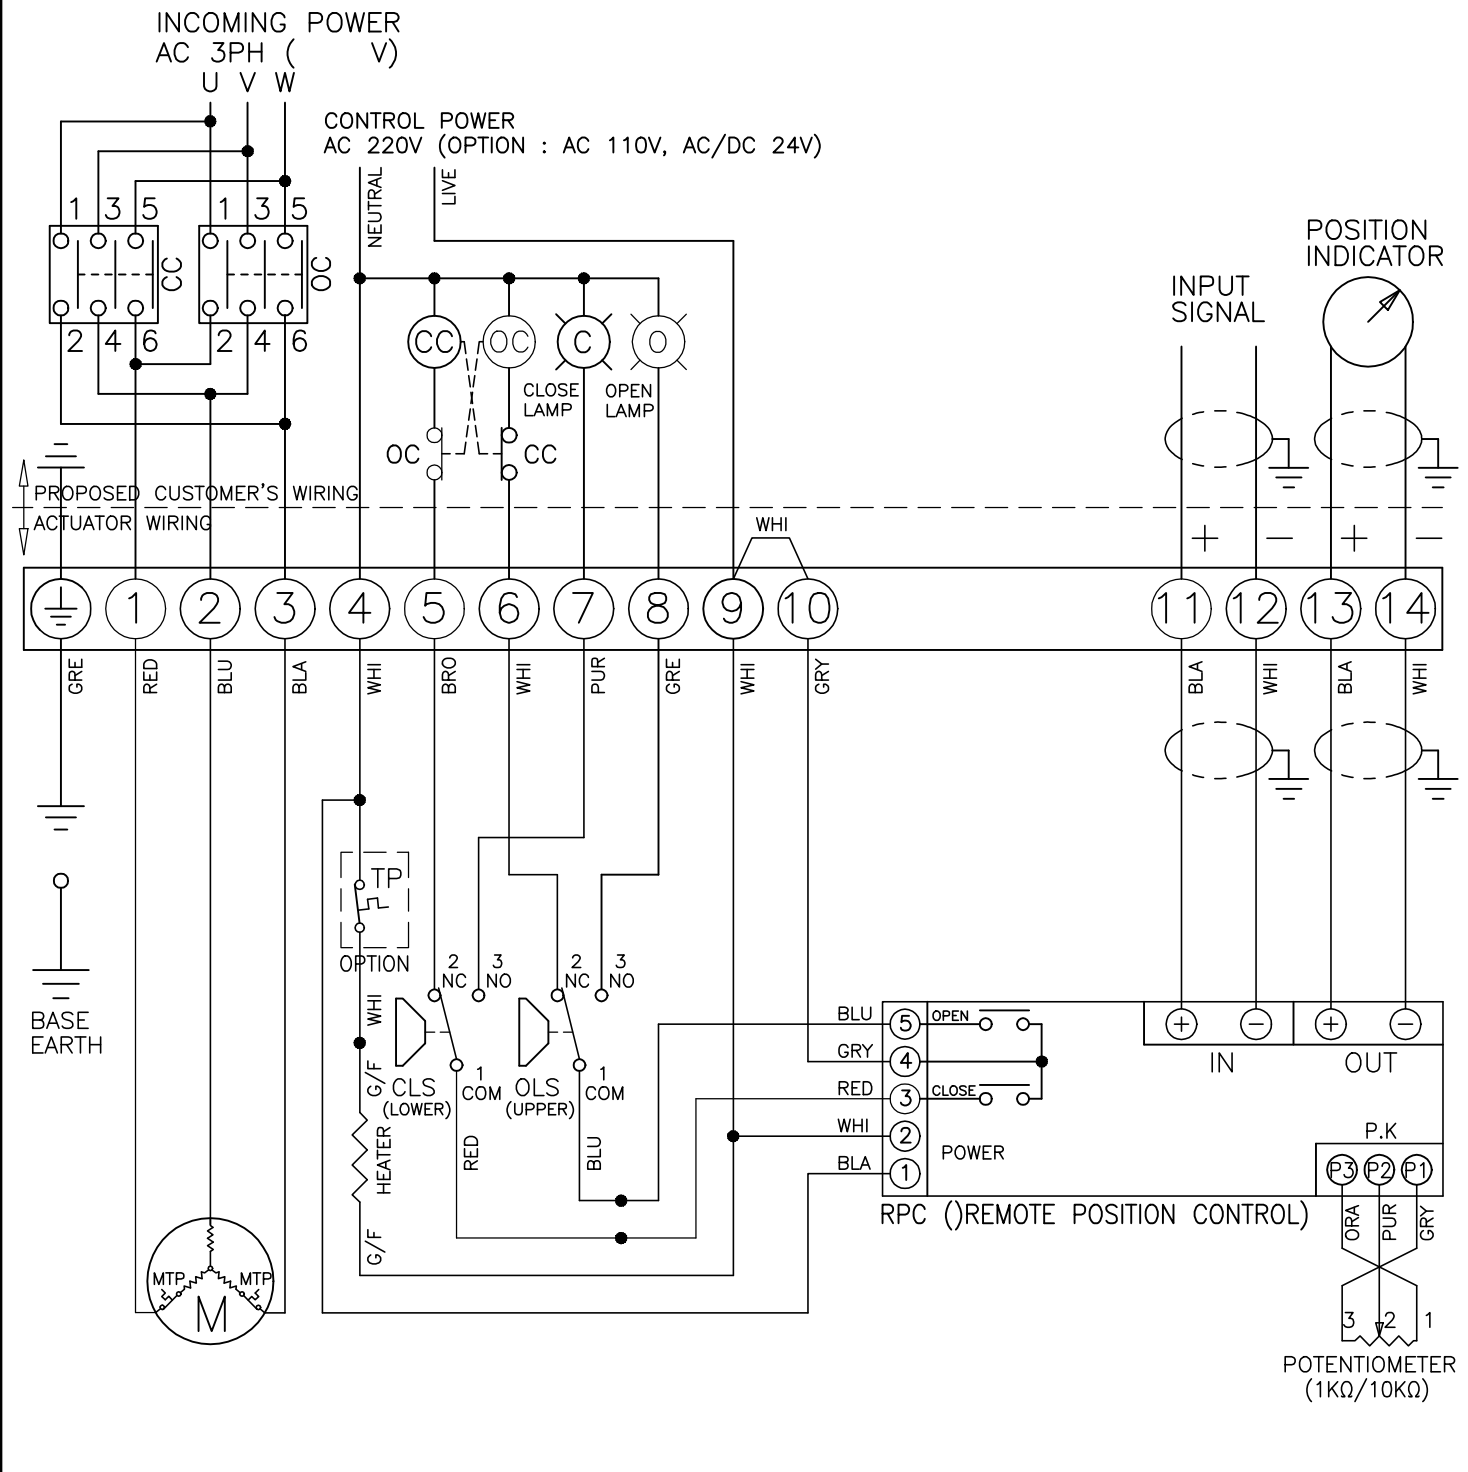 INCOMING POWER
AC 3PH ( V)
U V W
CONTROL POWER
AC 220V (OPTION : AC 110V, AC/DC 24V)
NEUTRAL
LIVE
1 3 5
1 3 5
CC
OC
2 4 6
2 4 6
CC
OC
C
O
CLOSE
LAMP
OPEN
LAMP
OC
CC
INPUT
SIGNAL
POSITION
INDICATOR
PROPOSED CUSTOMER'S WIRING
ACTUATOR WIRING
WHI
+ − + −
1 2 3 4 5 6 7 8 9 10 11 12 13 14
GRE RED BLU BLA WHI BRO WHI PUR GRE WHI GRY BLA WHI BLA WHI
TP
OPTION
2
NC
3
NO
2
NC
3
NO
WHI
G/F
BASE
EARTH
CLS
(LOWER)
1
COM
OLS
(UPPER)
1
COM
HEATER
RED
BLU
G/F
BLU 5 OPEN
GRY 4
RED 3 CLOSE
WHI 2
BLA 1
POWER
+ − + −
IN OUT
P.K
P3 P2 P1
RPC ()REMOTE POSITION CONTROL)
ORA PUR GRY
MTP MTP
M
3 2 1
POTENTIOMETER
(1KΩ/10KΩ)